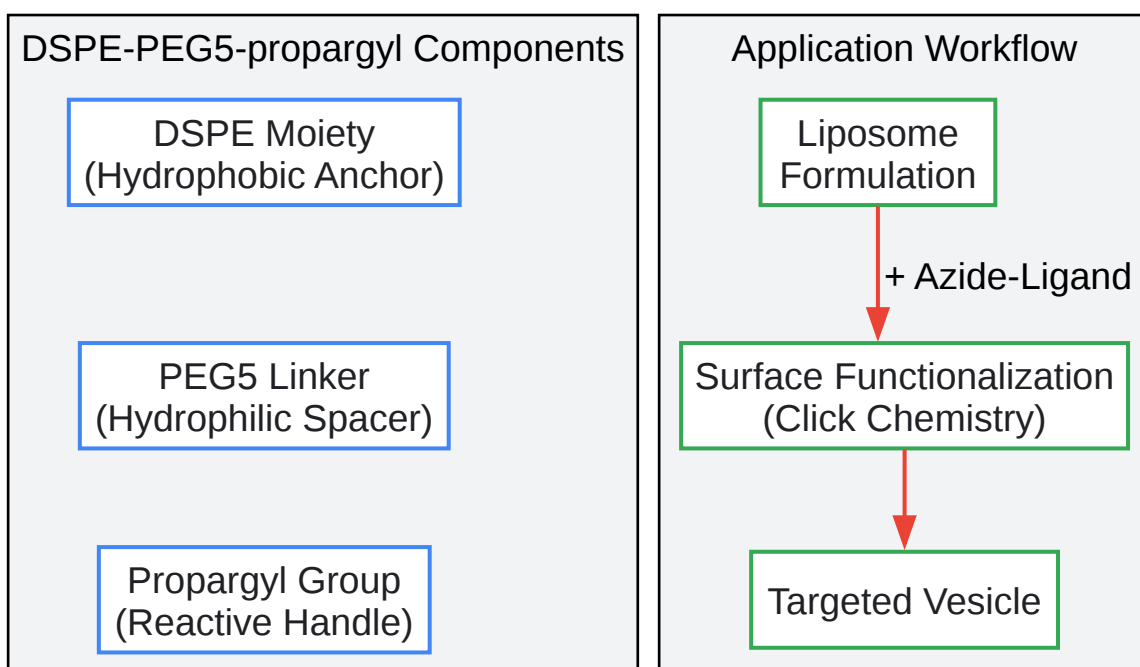 DSPE-PEG5-propargyl Components
DSPE Moiety
(Hydrophobic Anchor)
PEG5 Linker
(Hydrophilic Spacer)
Propargyl Group
(Reactive Handle)
Application Workflow
Liposome
Formulation
+ Azide-Ligand
Surface Functionalization
(Click Chemistry)
Targeted Vesicle